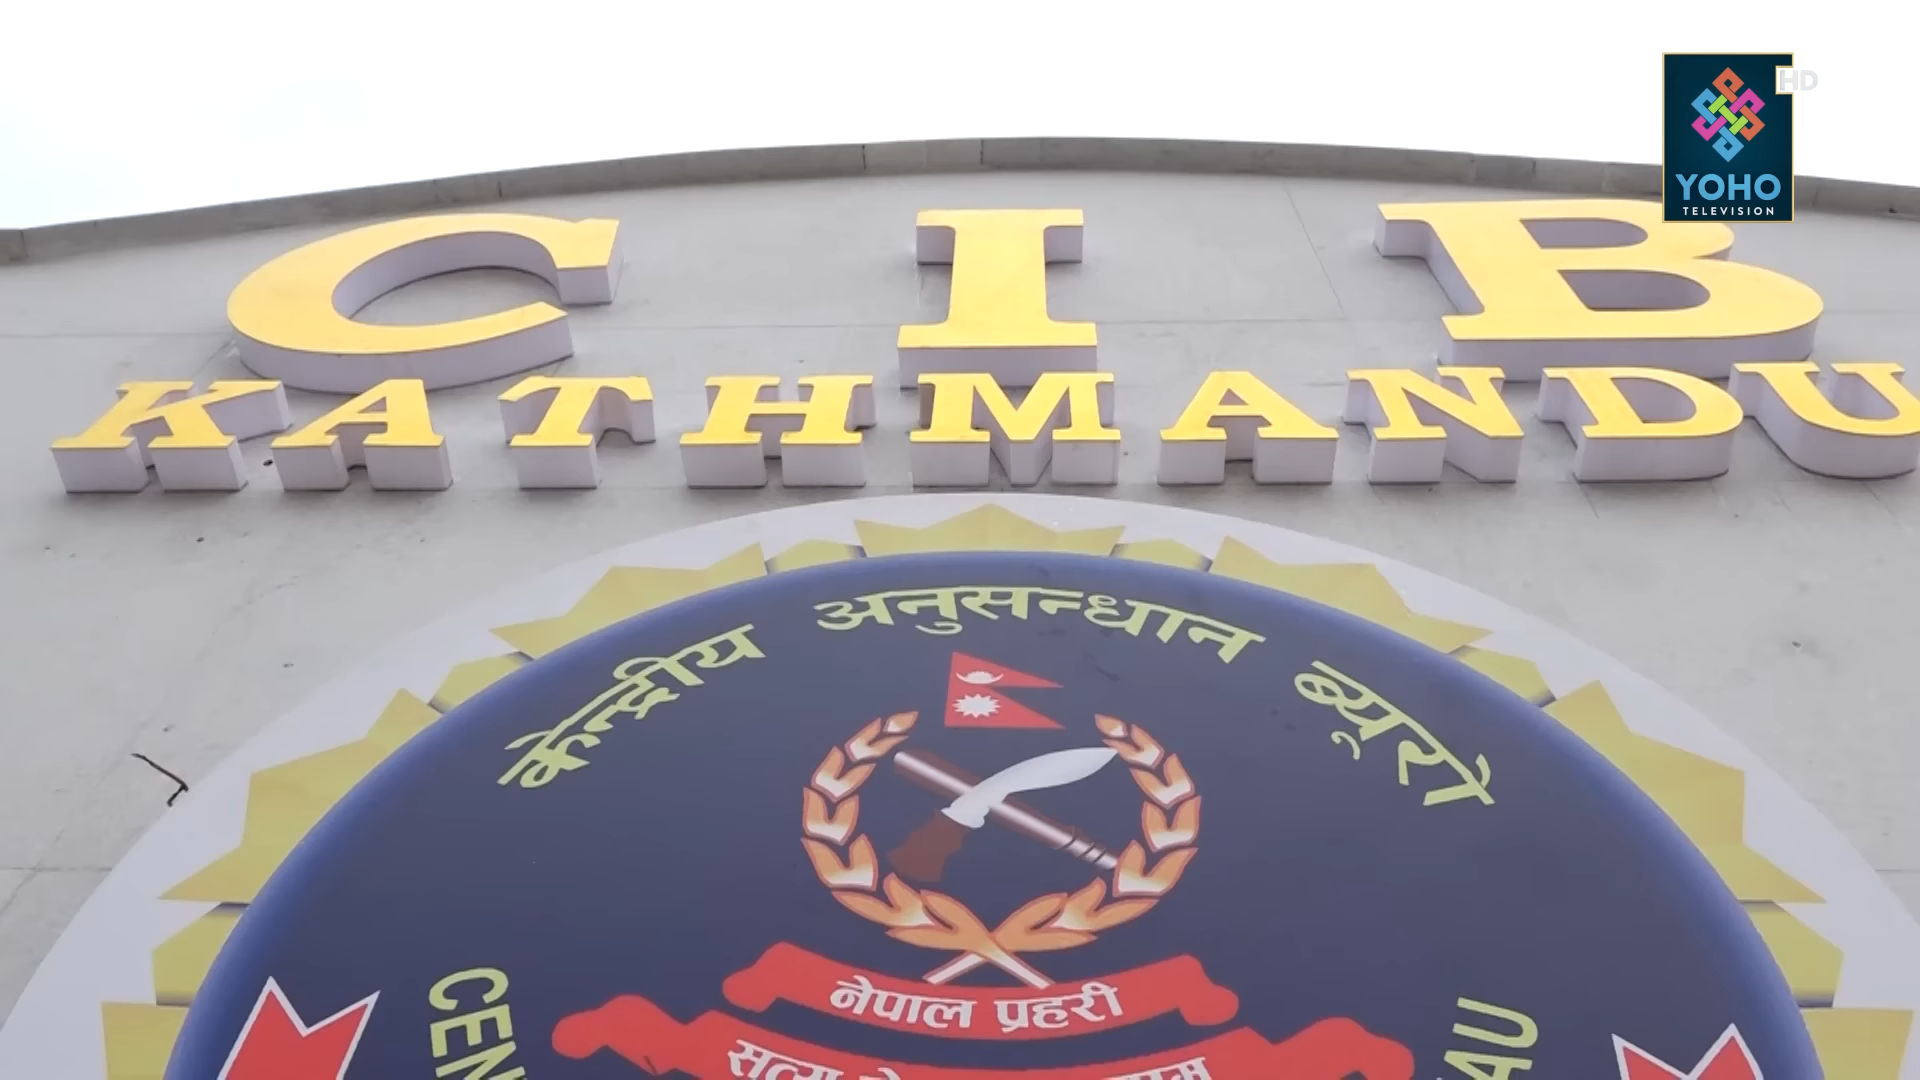 HD
YOHO
TELEVISION
C I B
KATHMANDU
केन्द्रीय अनुसन्धान ब्यूरो
नेपाल प्रहरी